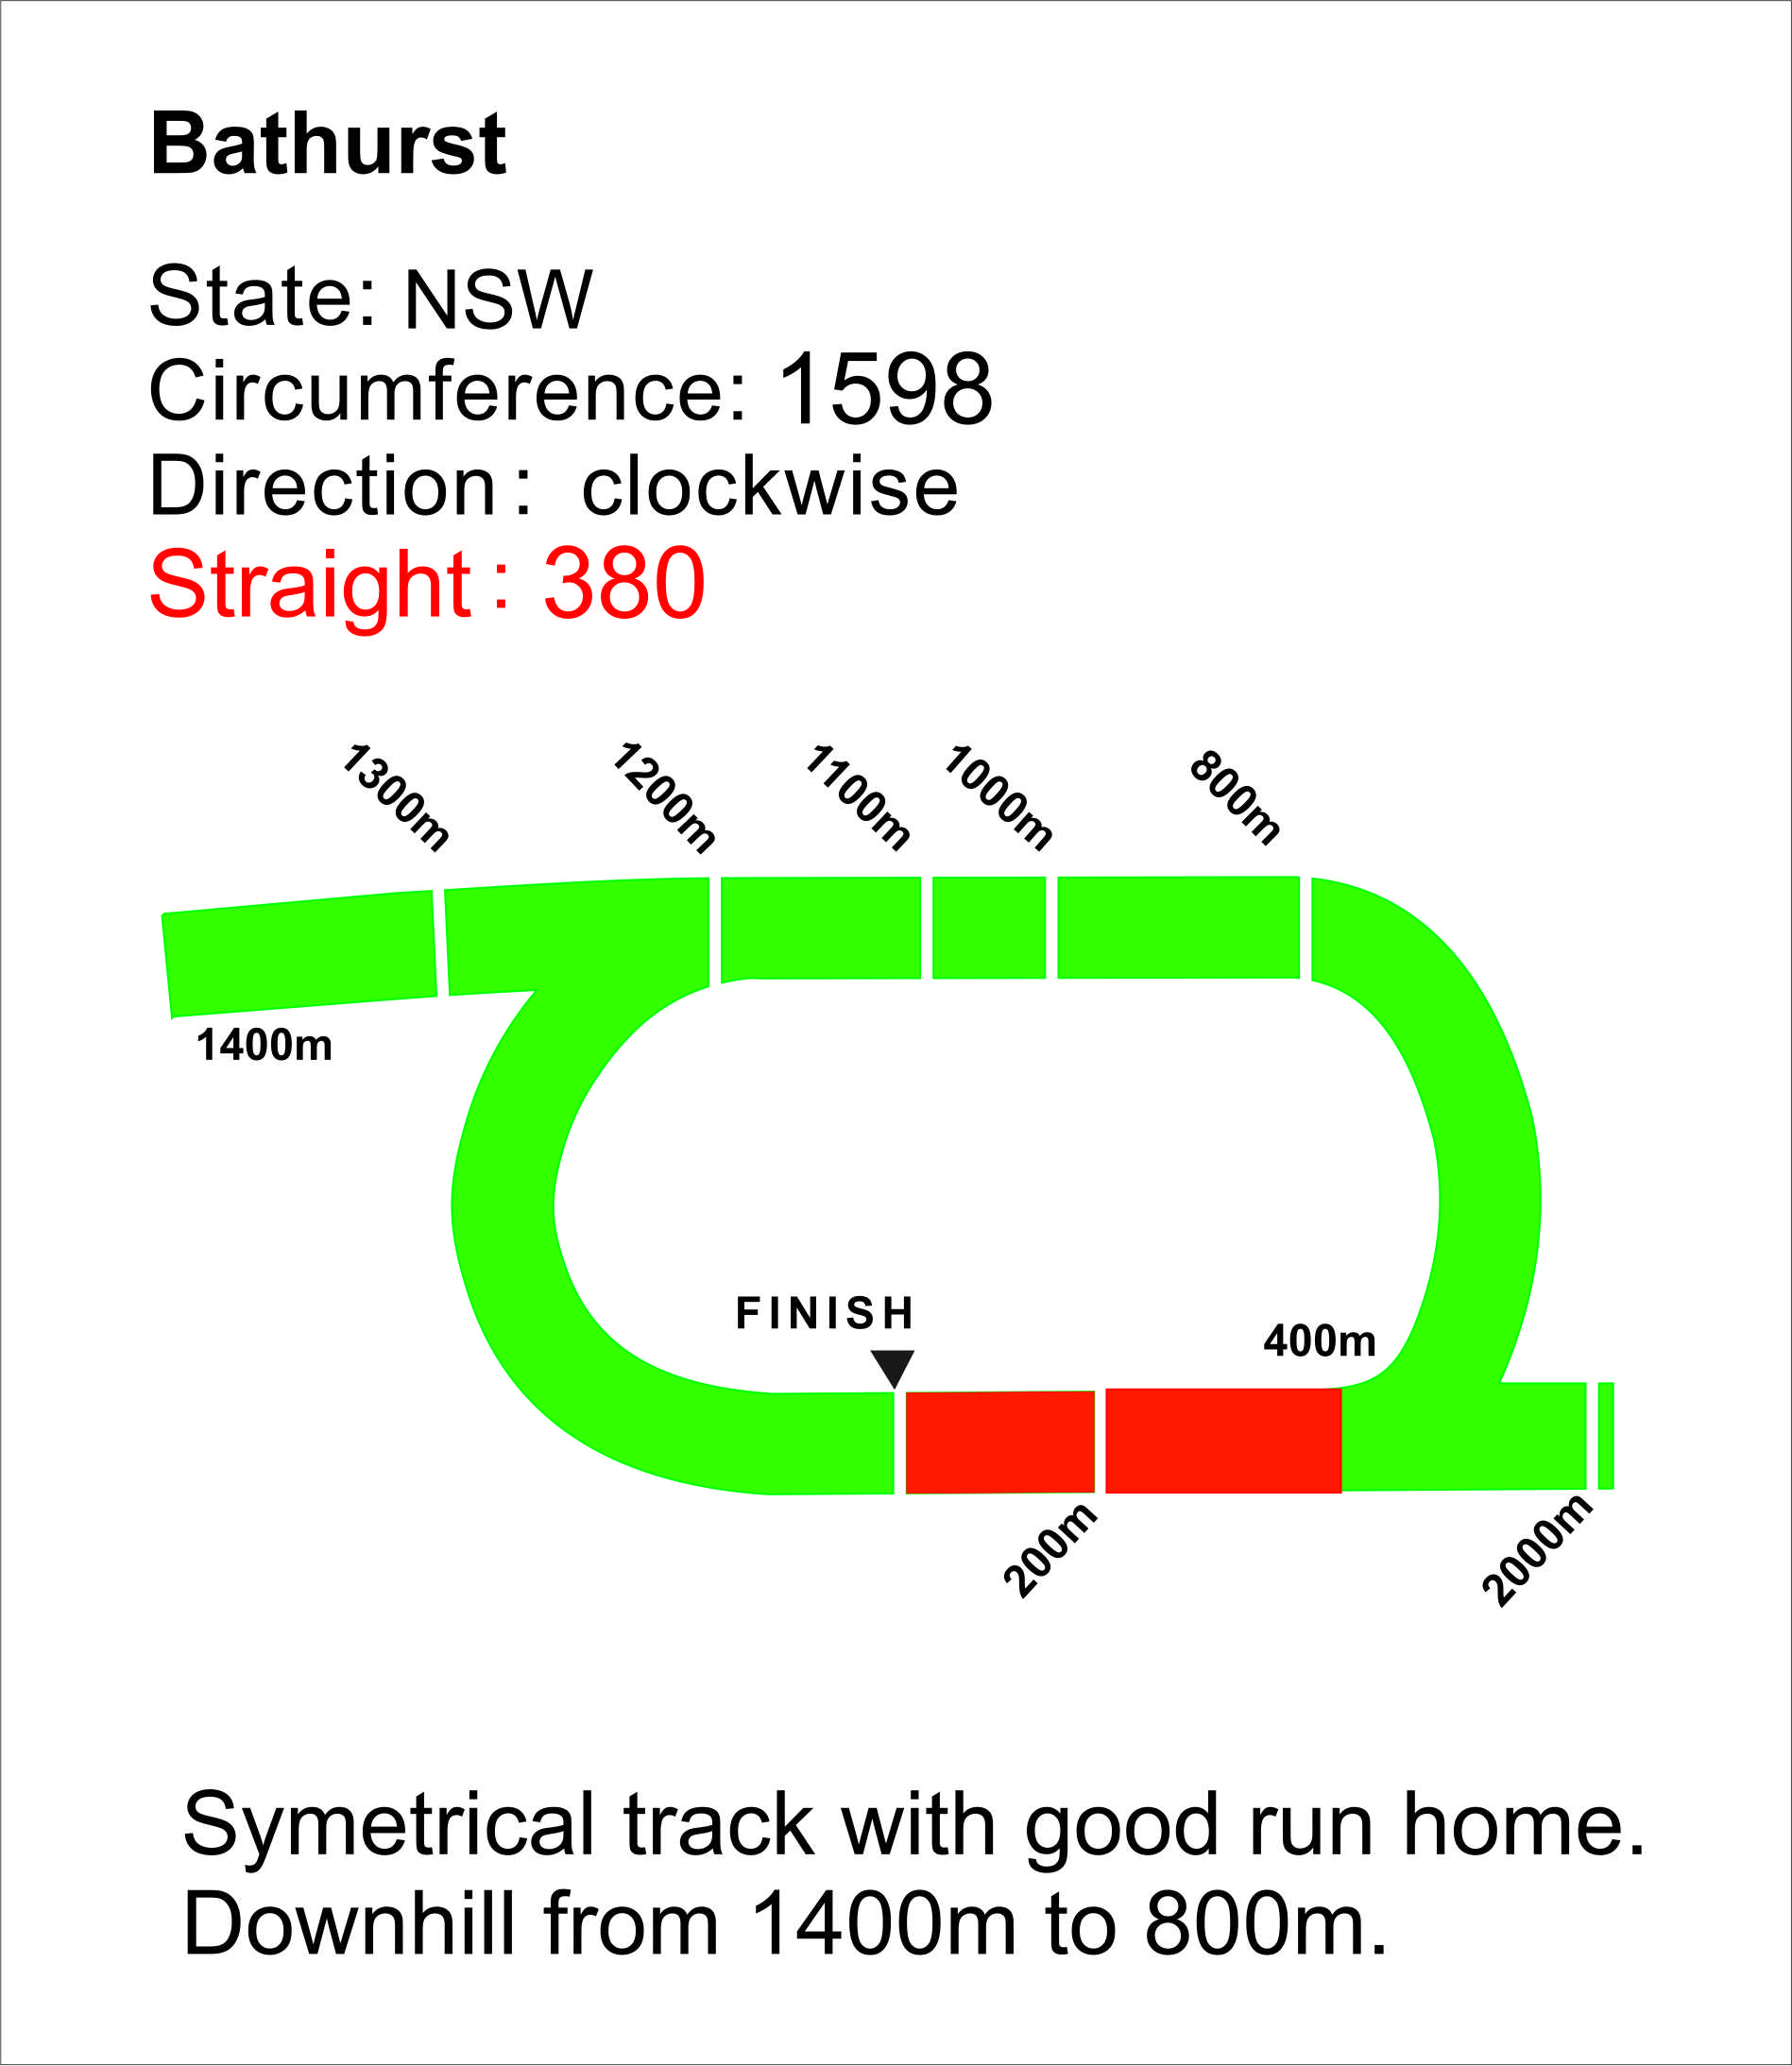 Bathurst
State: NSW
Circumference: 1598
Direction : clockwise
Straight : 380
1300m
1200m
1100m
1000m
800m
1400m
FINISH
400m
200m
2000m
Symetrical track with good run home.
Downhill from 1400m to 800m.